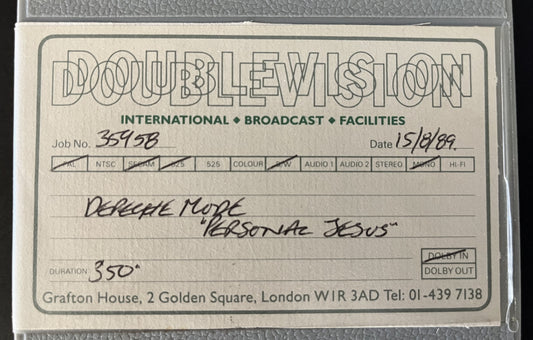 DOUBLEVISION
INTERNATIONAL ◆ BROADCAST ◆ FACILITIES
Job No. 35958 Date 15/8/89.
PAL NTSC SECAM 625 525 COLOUR B/W AUDIO 1 AUDIO 2 STEREO MONO HI-FI
DEPECHE MODE
"PERSONAL JESUS"
DOLBY IN
DURATION 350" DOLBY OUT
Grafton House, 2 Golden Square, London W1R 3AD Tel: 01-439 7138